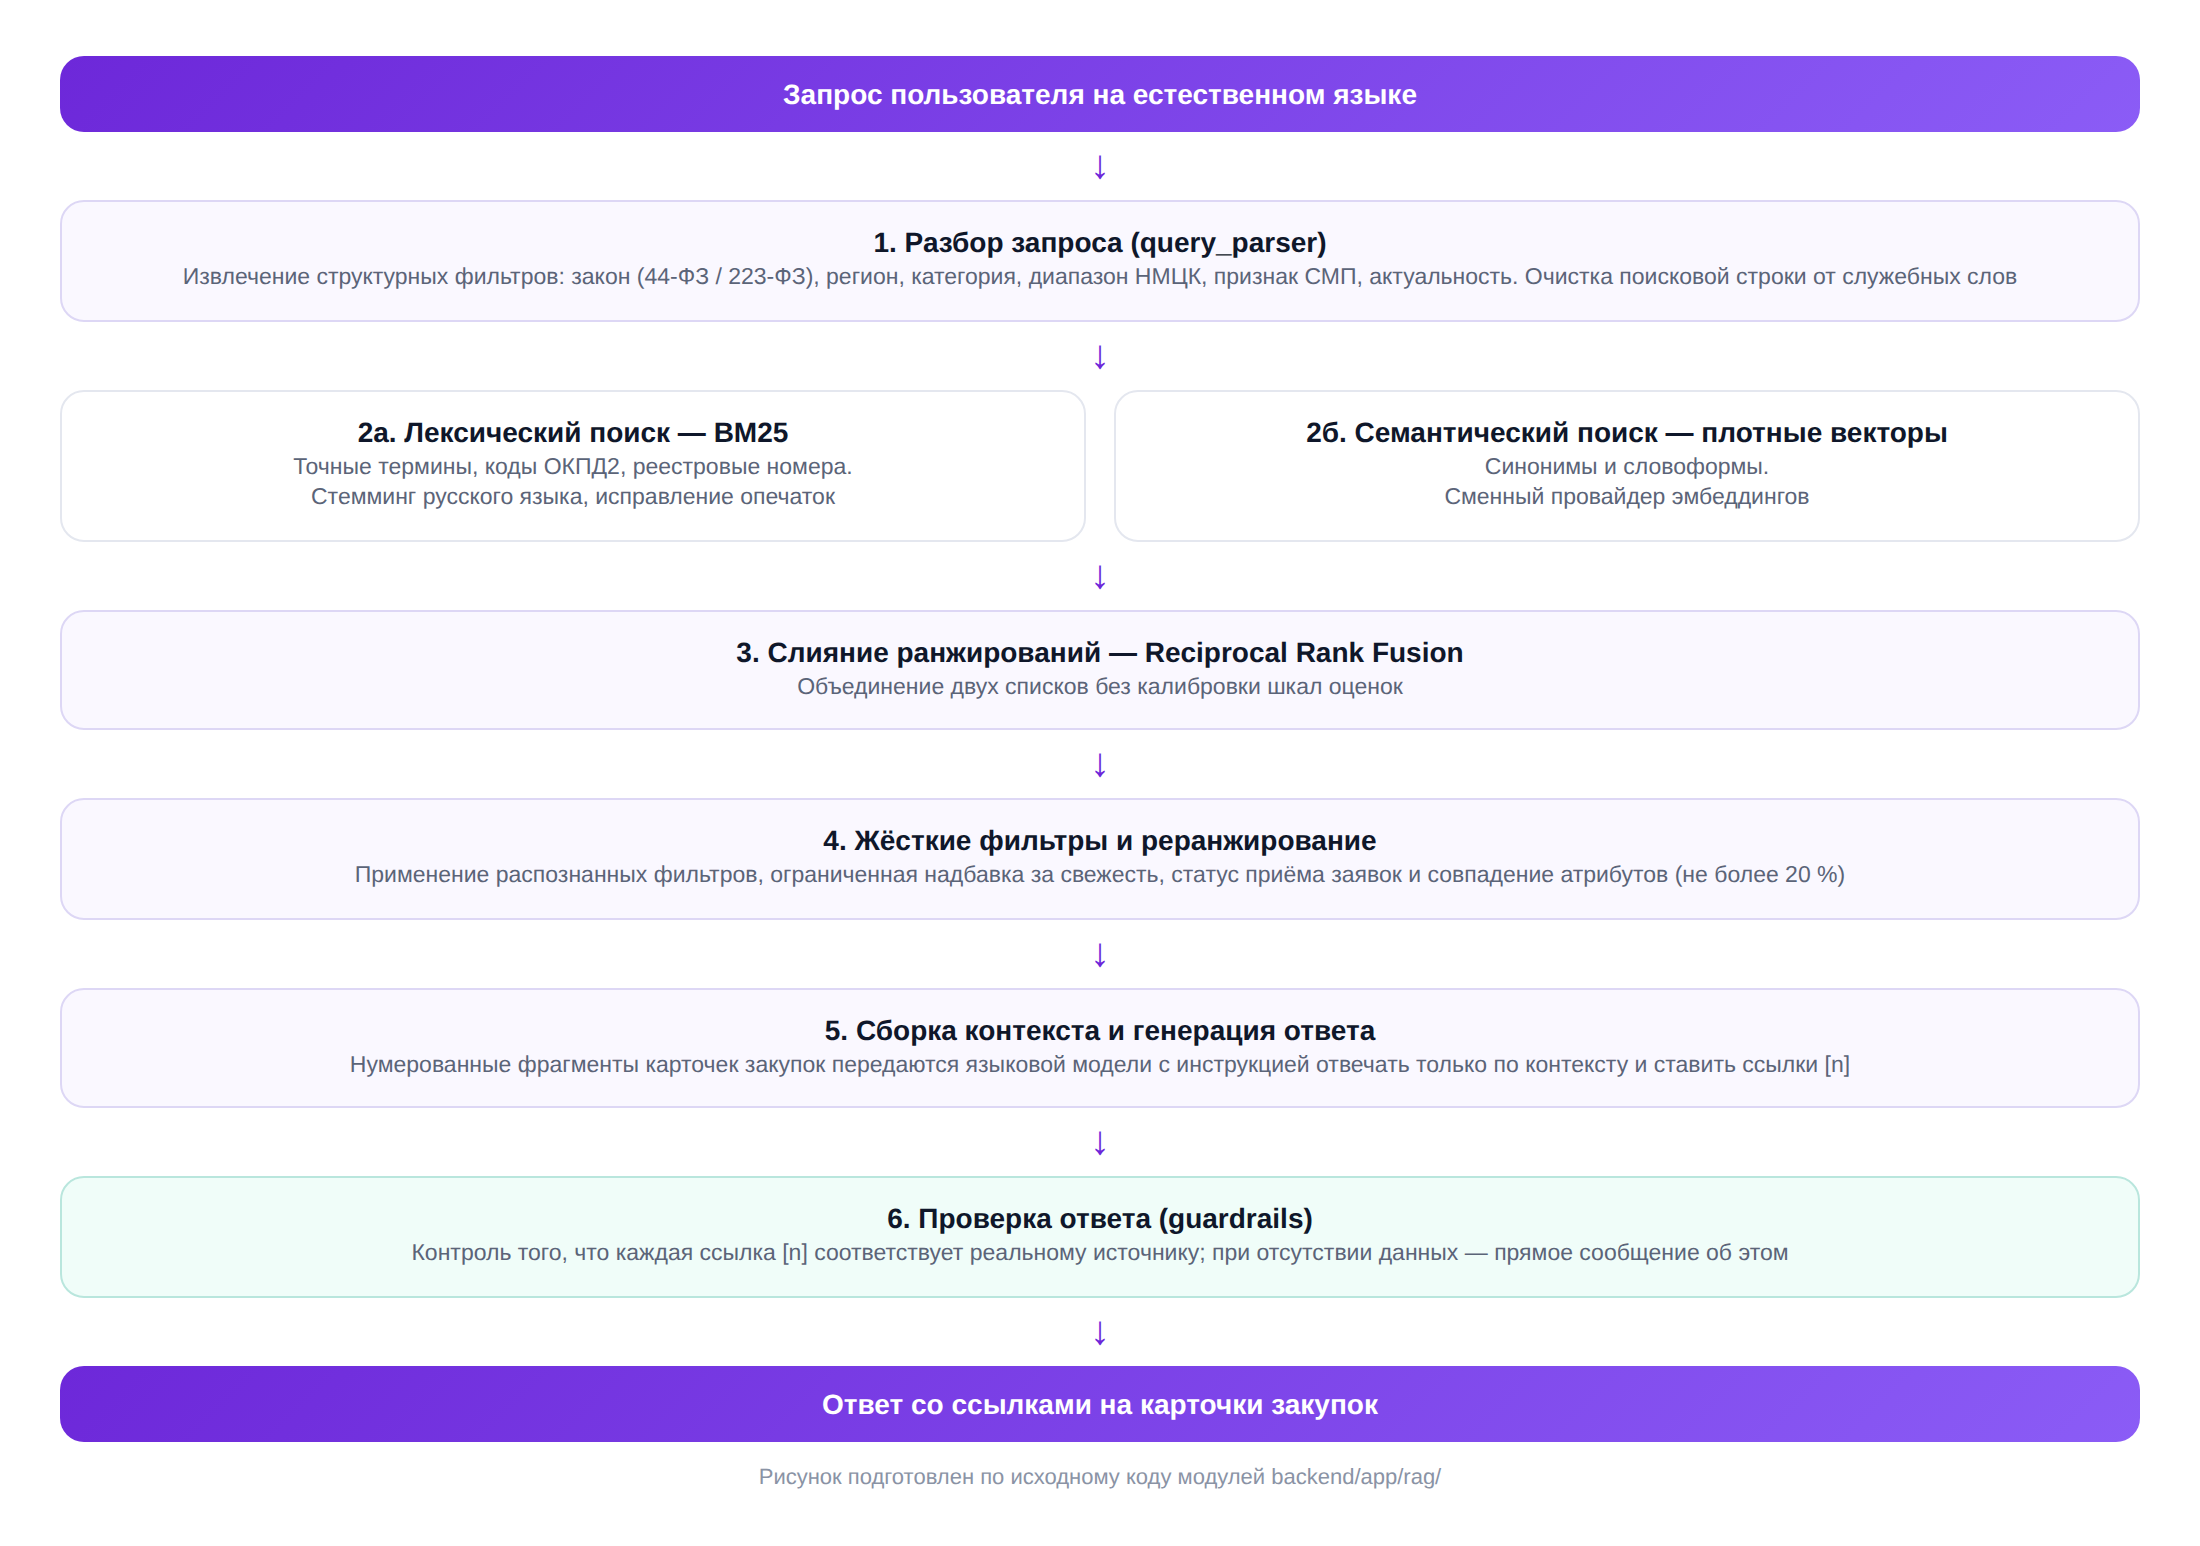 Запрос пользователя на естественном языке
↓
1. Разбор запроса (query_parser)
Извлечение структурных фильтров: закон (44-ФЗ / 223-ФЗ), регион, категория, диапазон НМЦК, признак СМП, актуальность. Очистка поисковой строки от служебных слов
↓
2а. Лексический поиск — BM25
Точные термины, коды ОКПД2, реестровые номера.
Стемминг русского языка, исправление опечаток
2б. Семантический поиск — плотные векторы
Синонимы и словоформы.
Сменный провайдер эмбеддингов
↓
3. Слияние ранжирований — Reciprocal Rank Fusion
Объединение двух списков без калибровки шкал оценок
↓
4. Жёсткие фильтры и реранжирование
Применение распознанных фильтров, ограниченная надбавка за свежесть, статус приёма заявок и совпадение атрибутов (не более 20 %)
↓
5. Сборка контекста и генерация ответа
Нумерованные фрагменты карточек закупок передаются языковой модели с инструкцией отвечать только по контексту и ставить ссылки [n]
↓
6. Проверка ответа (guardrails)
Контроль того, что каждая ссылка [n] соответствует реальному источнику; при отсутствии данных — прямое сообщение об этом
↓
Ответ со ссылками на карточки закупок
Рисунок подготовлен по исходному коду модулей backend/app/rag/